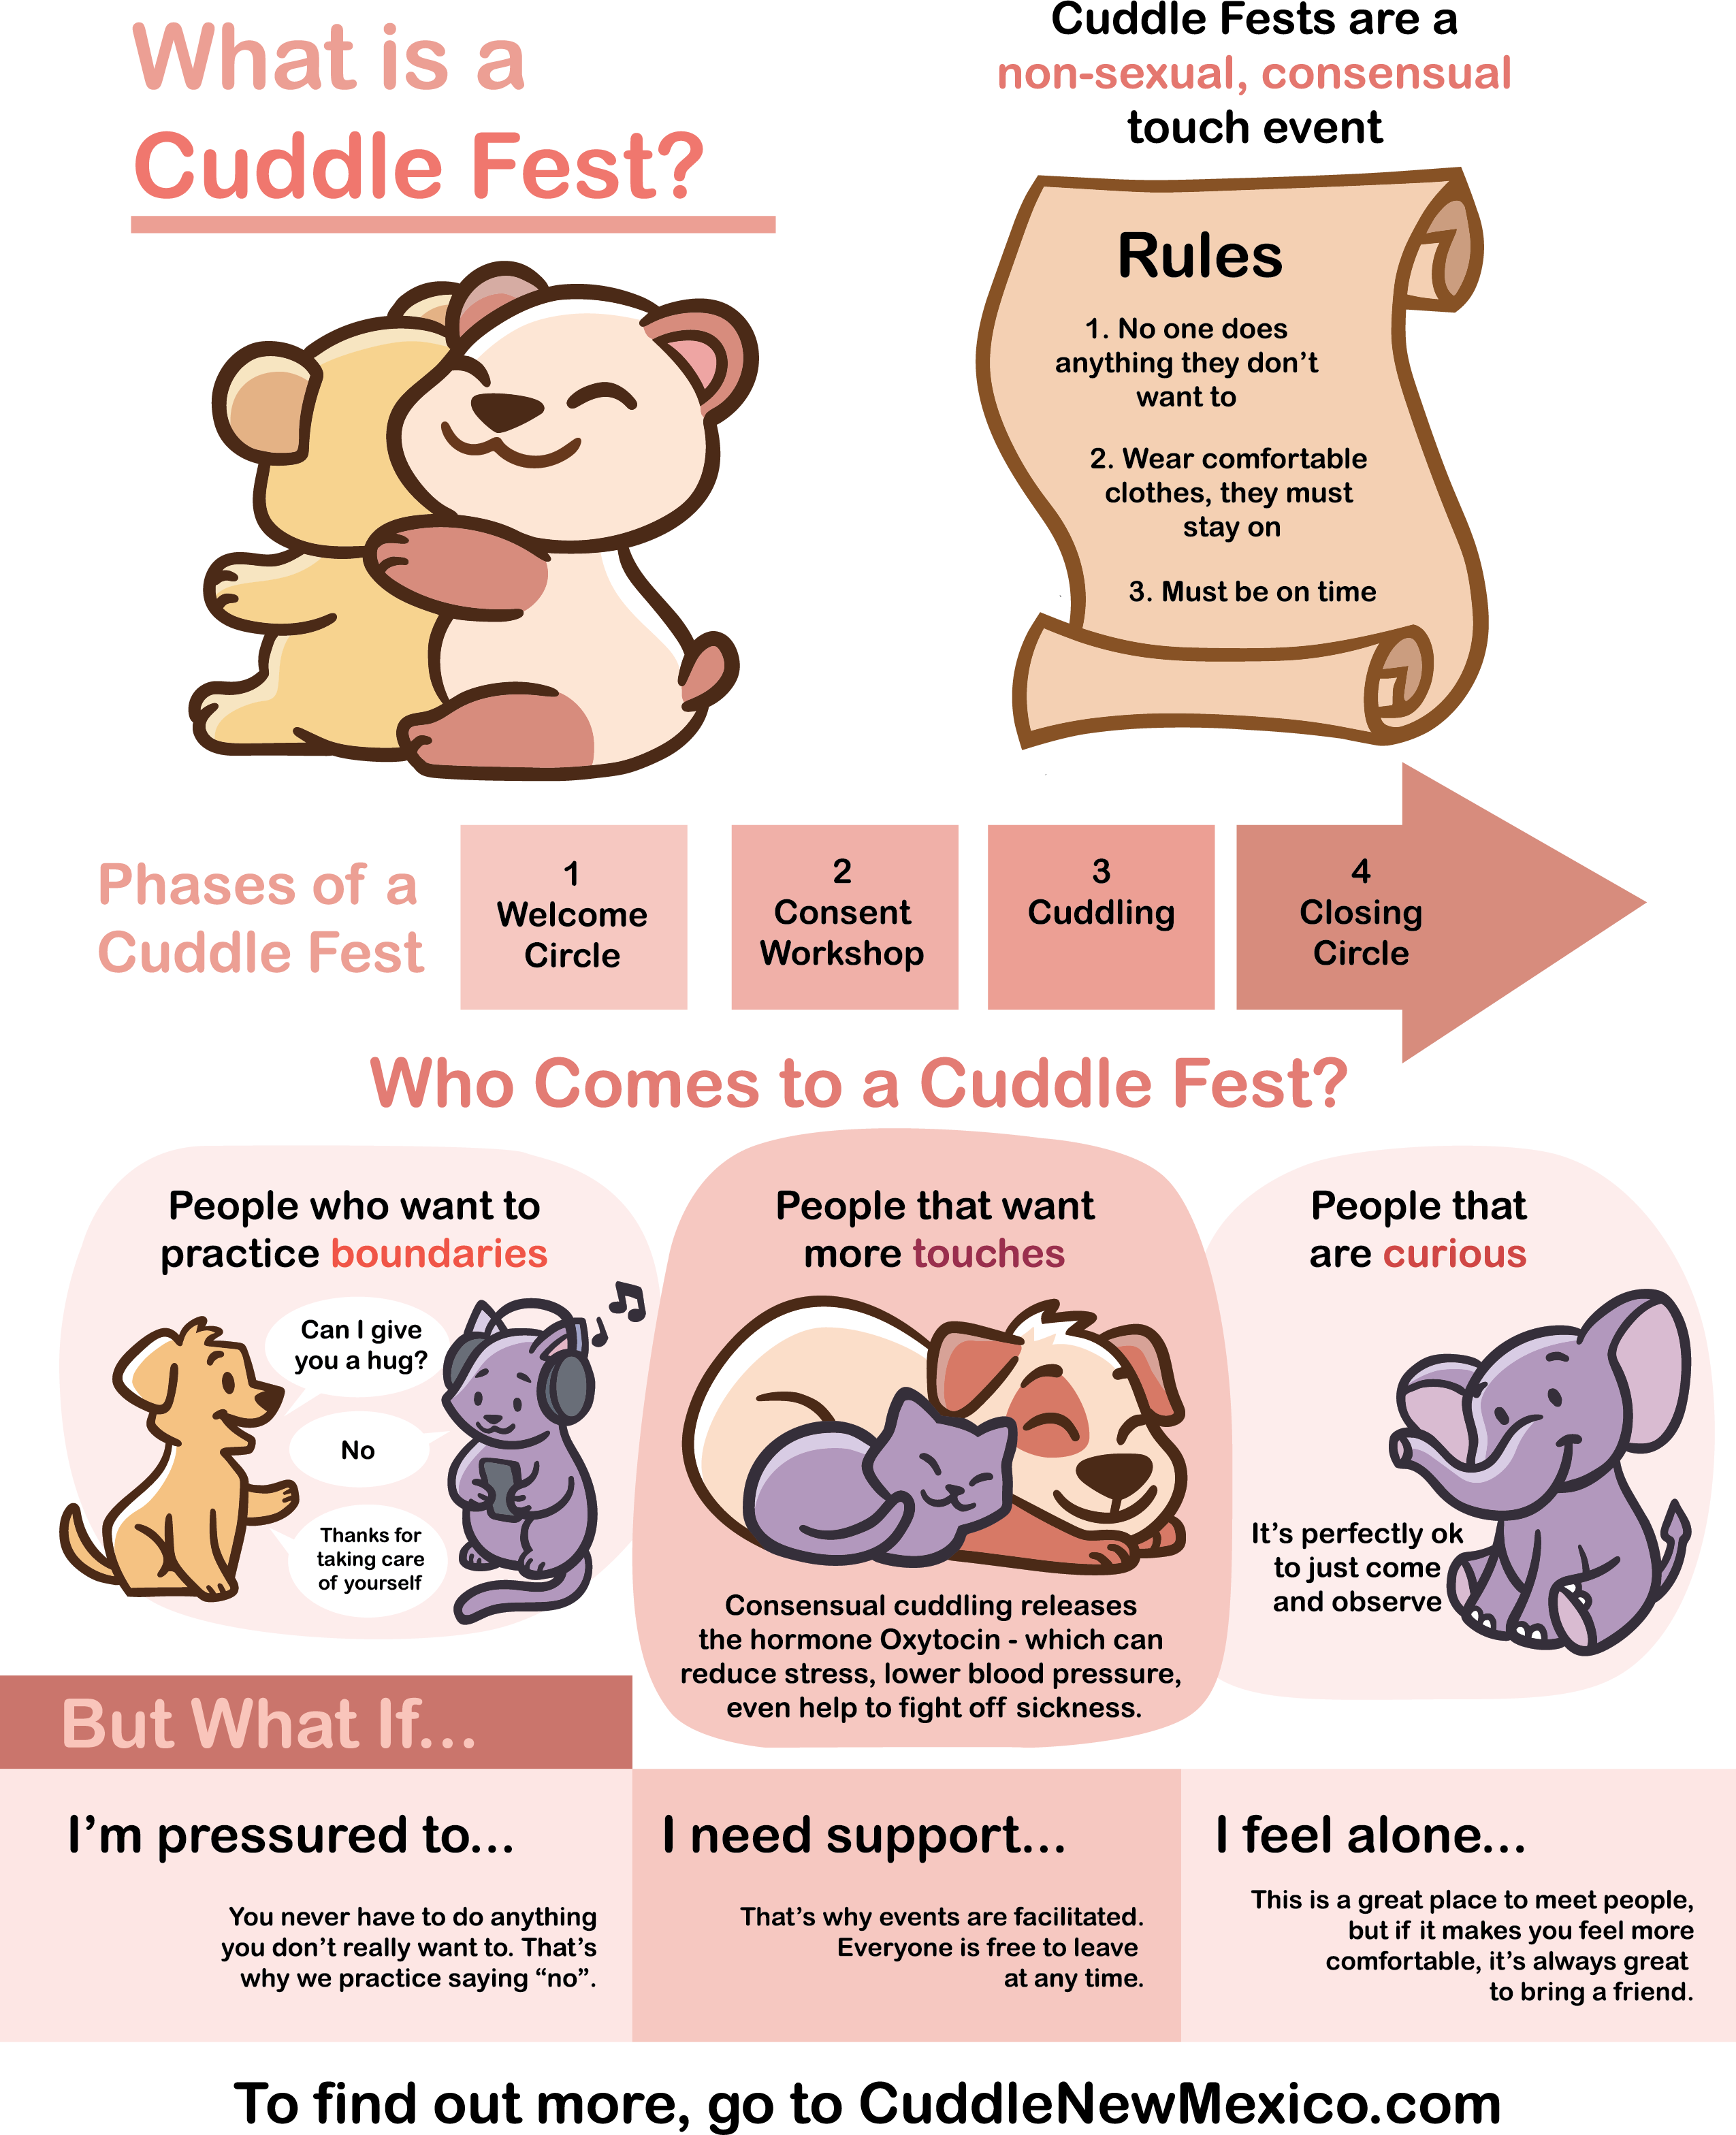 What is a
Cuddle Fest?
Cuddle Fests are a
non-sexual, consensual
touch event
Rules
1. No one does
anything they don't
want to
2. Wear comfortable
clothes, they must
stay on
3. Must be on time
Phases of a
Cuddle Fest
1
Welcome
Circle
2
Consent
Workshop
3
Cuddling
4
Closing
Circle
Who Comes to a Cuddle Fest?
People who want to
practice boundaries
Can I give
you a hug?
No
Thanks for
taking care
of yourself
People that want
more touches
Consensual cuddling releases
the hormone Oxytocin - which can
reduce stress, lower blood pressure,
even help to fight off sickness.
People that
are curious
It's perfectly ok
to just come
and observe
But What If...
I'm pressured to...
You never have to do anything
you don't really want to. That's
why we practice saying “no”.
I need support...
That's why events are facilitated.
Everyone is free to leave
at any time.
I feel alone...
This is a great place to meet people,
but if it makes you feel more
comfortable, it's always great
to bring a friend.
To find out more, go to CuddleNewMexico.com